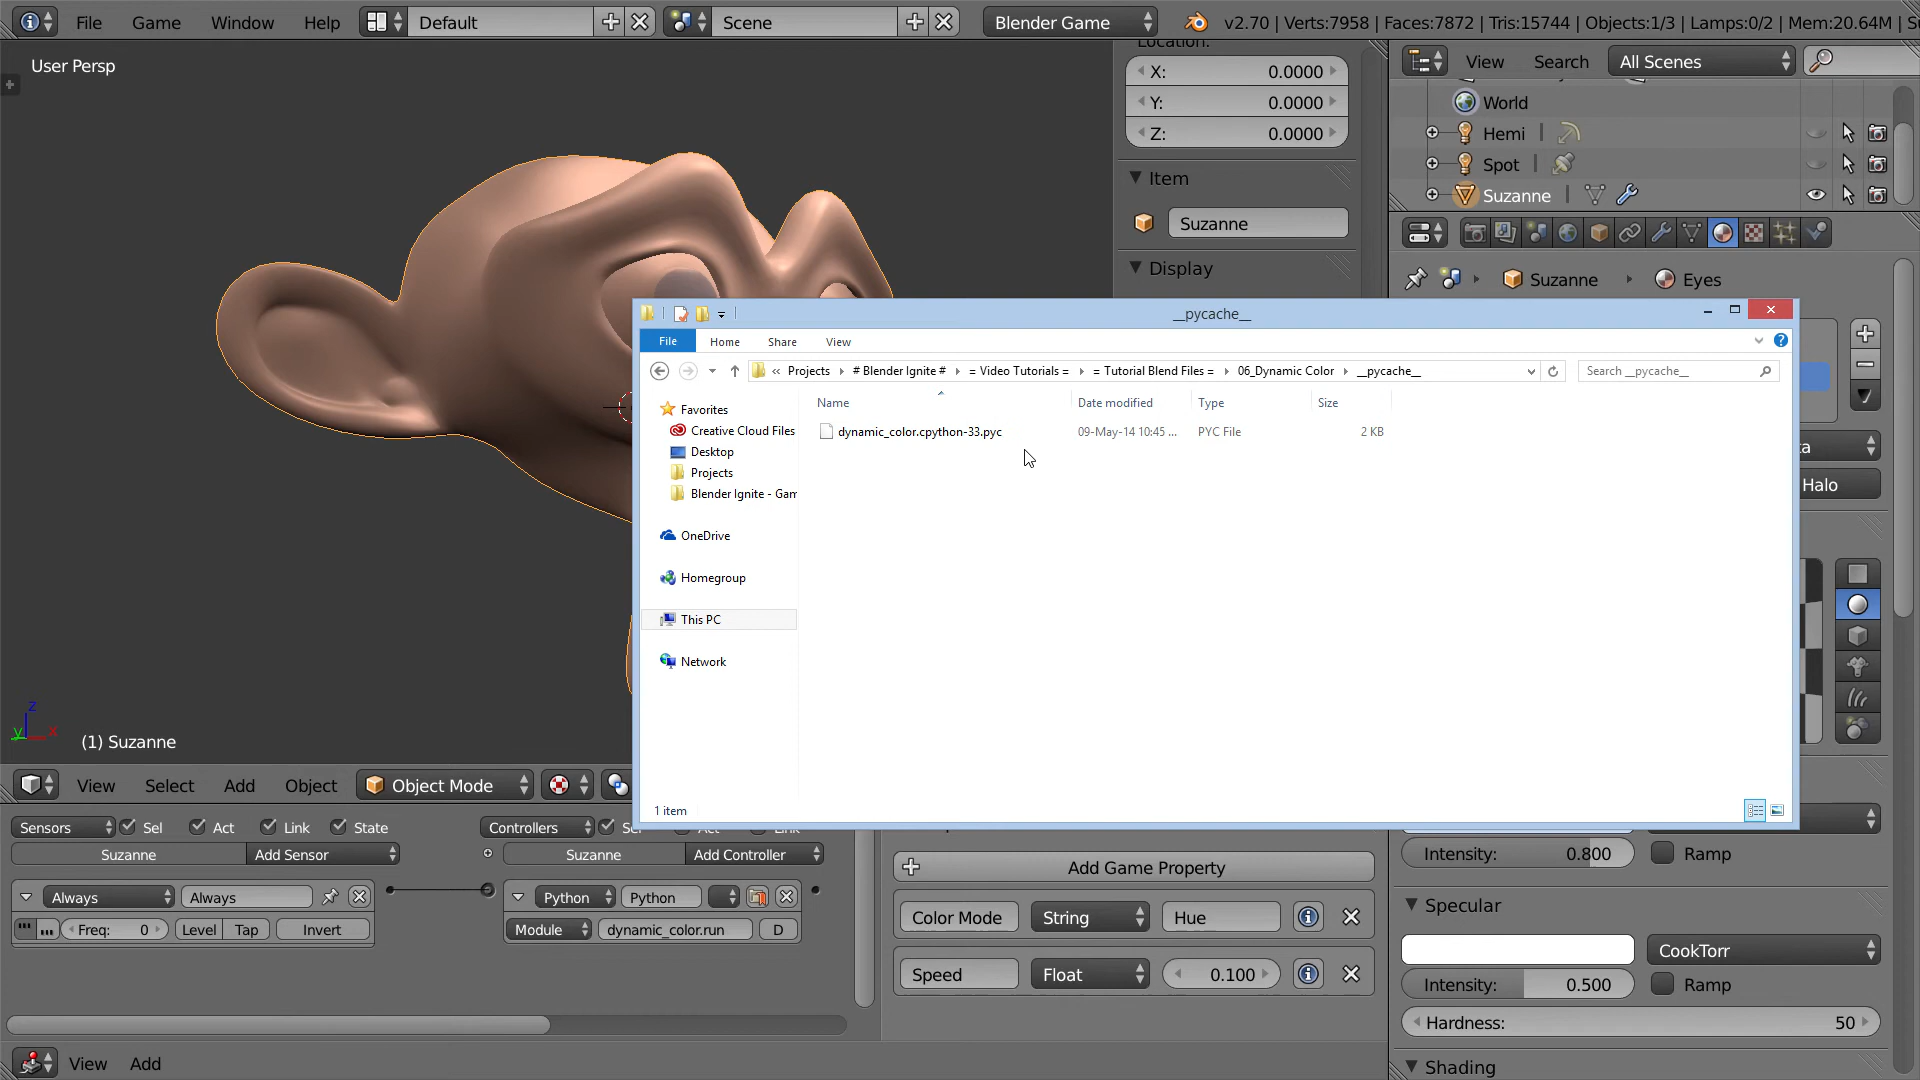 File Game Window Help Default Scene Blender Game v2.70 | Verts:7958 | Faces:7872 | Tris:15744 | Objects:1/3 | Lamps:0/2 | Mem:20.64M | S
User Persp
Location:
X: 0.0000
Y: 0.0000
Z: 0.0000
Item
Suzanne
Display
View Search All Scenes
World
Hemi
Spot
Suzanne
Suzanne Eyes
Halo
__pycache__
File Home Share View
« Projects # Blender Ignite # = Video Tutorials = = Tutorial Blend Files = 06_Dynamic Color __pycache__ Search __pycache__
Name Date modified Type Size
dynamic_color.cpython-33.pyc 09-May-14 10:45 ... PYC File 2 KB
Favorites
Creative Cloud Files
Desktop
Projects
Blender Ignite - Gam
OneDrive
Homegroup
This PC
Network
1 item
z
y x
(1) Suzanne
View Select Add Object Object Mode
Sensors Sel Act Link State Controllers
Suzanne Add Sensor Suzanne Add Controller
Always Always Python Python
Freq: 0 Level Tap Invert Module dynamic_color.run D
Add Game Property
Color Mode String Hue
Speed Float 0.100
View Add
Intensity: 0.800 Ramp
Specular
CookTorr
Intensity: 0.500 Ramp
Hardness: 50
Shading